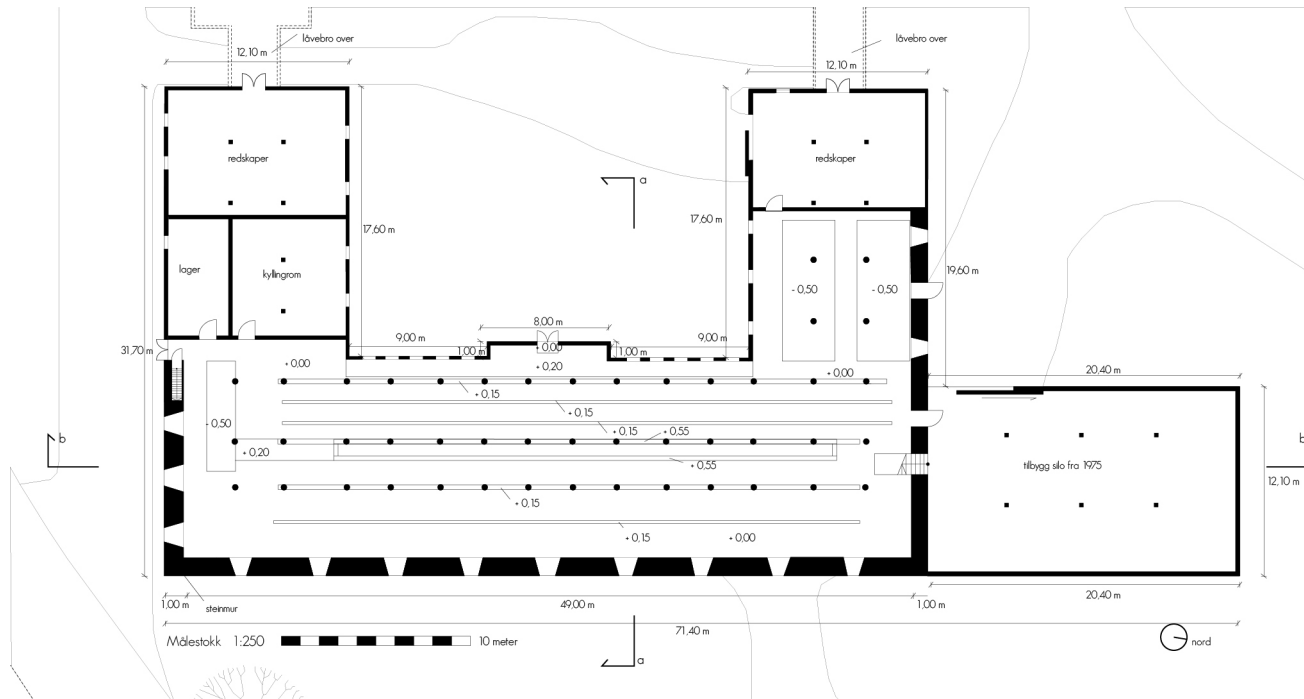 låvebro over
låvebro over
12,10 m
12,10 m
a
redskaper
redskaper
17,60 m
17,60 m
19,60 m
lager
kyllingrom
- 0,50
- 0,50
8,00 m
9,00 m
9,00 m
31,70 m
1,00 m
+ 0,00
1,00 m
+ 0,00
+ 0,20
+ 0,00
20,40 m
+ 0,15
+ 0,15
- 0,50
+ 0,15
+ 0,55
b
b
+ 0,20
+ 0,55
tilbygg silo fra 1975
12,10 m
+ 0,15
+ 0,15
+ 0,00
20,40 m
1,00 m
steinmur
49,00 m
1,00 m
71,40 m
Målestokk 1:250
10 meter
nord
a